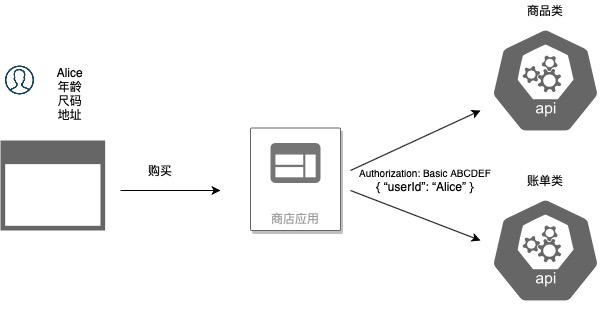 商品类
api
Alice
年龄
尺码
地址
购买
商店应用
Authorization: Basic ABCDEF
{ “userId”: “Alice” }
账单类
api